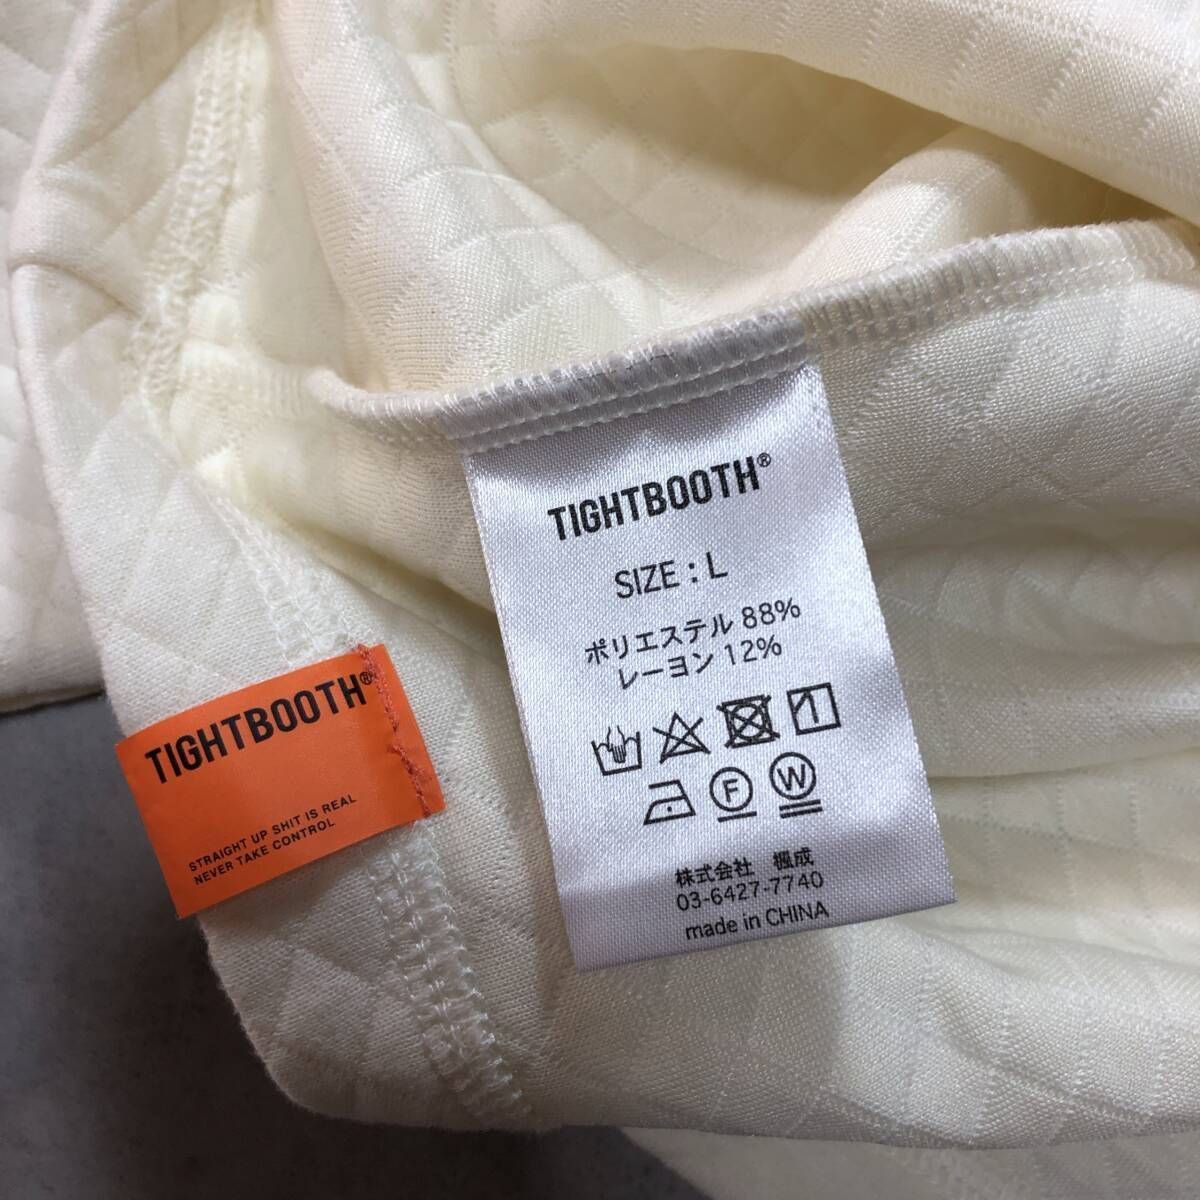 TIGHTBOOTH®
SIZE : L
ポリエステル 88%
レーヨン 12%
F W
株式会社 楓成
03-6427-7740
made in CHINA
TIGHTBOOTH®
STRAIGHT UP SHIT IS REAL
NEVER TAKE CONTROL